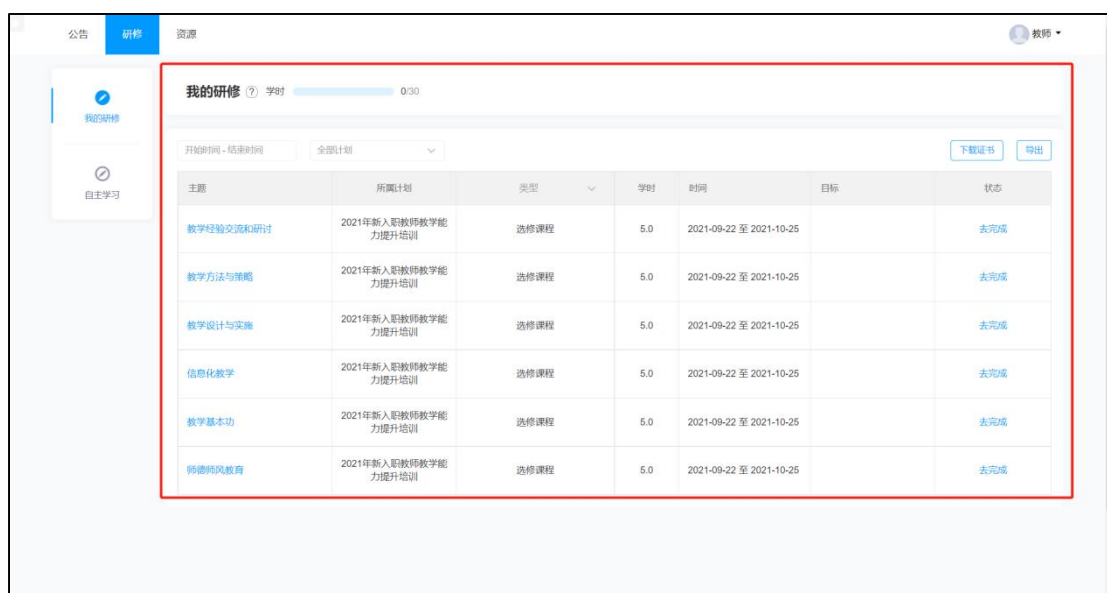 公告 研修 资源 教师
我的研修
自主学习
我的研修 ? 学时 0/30
开始时间 - 结束时间 全部计划 下载证书 导出
主题 所属计划 类型 学时 时间 目标 状态
教学经验交流和研讨 2021年新入职教师教学能力提升培训 选修课程 5.0 2021-09-22 至 2021-10-25 去完成
教学方法与策略 2021年新入职教师教学能力提升培训 选修课程 5.0 2021-09-22 至 2021-10-25 去完成
教学设计与实施 2021年新入职教师教学能力提升培训 选修课程 5.0 2021-09-22 至 2021-10-25 去完成
信息化教学 2021年新入职教师教学能力提升培训 选修课程 5.0 2021-09-22 至 2021-10-25 去完成
教学基本功 2021年新入职教师教学能力提升培训 选修课程 5.0 2021-09-22 至 2021-10-25 去完成
师德师风教育 2021年新入职教师教学能力提升培训 选修课程 5.0 2021-09-22 至 2021-10-25 去完成